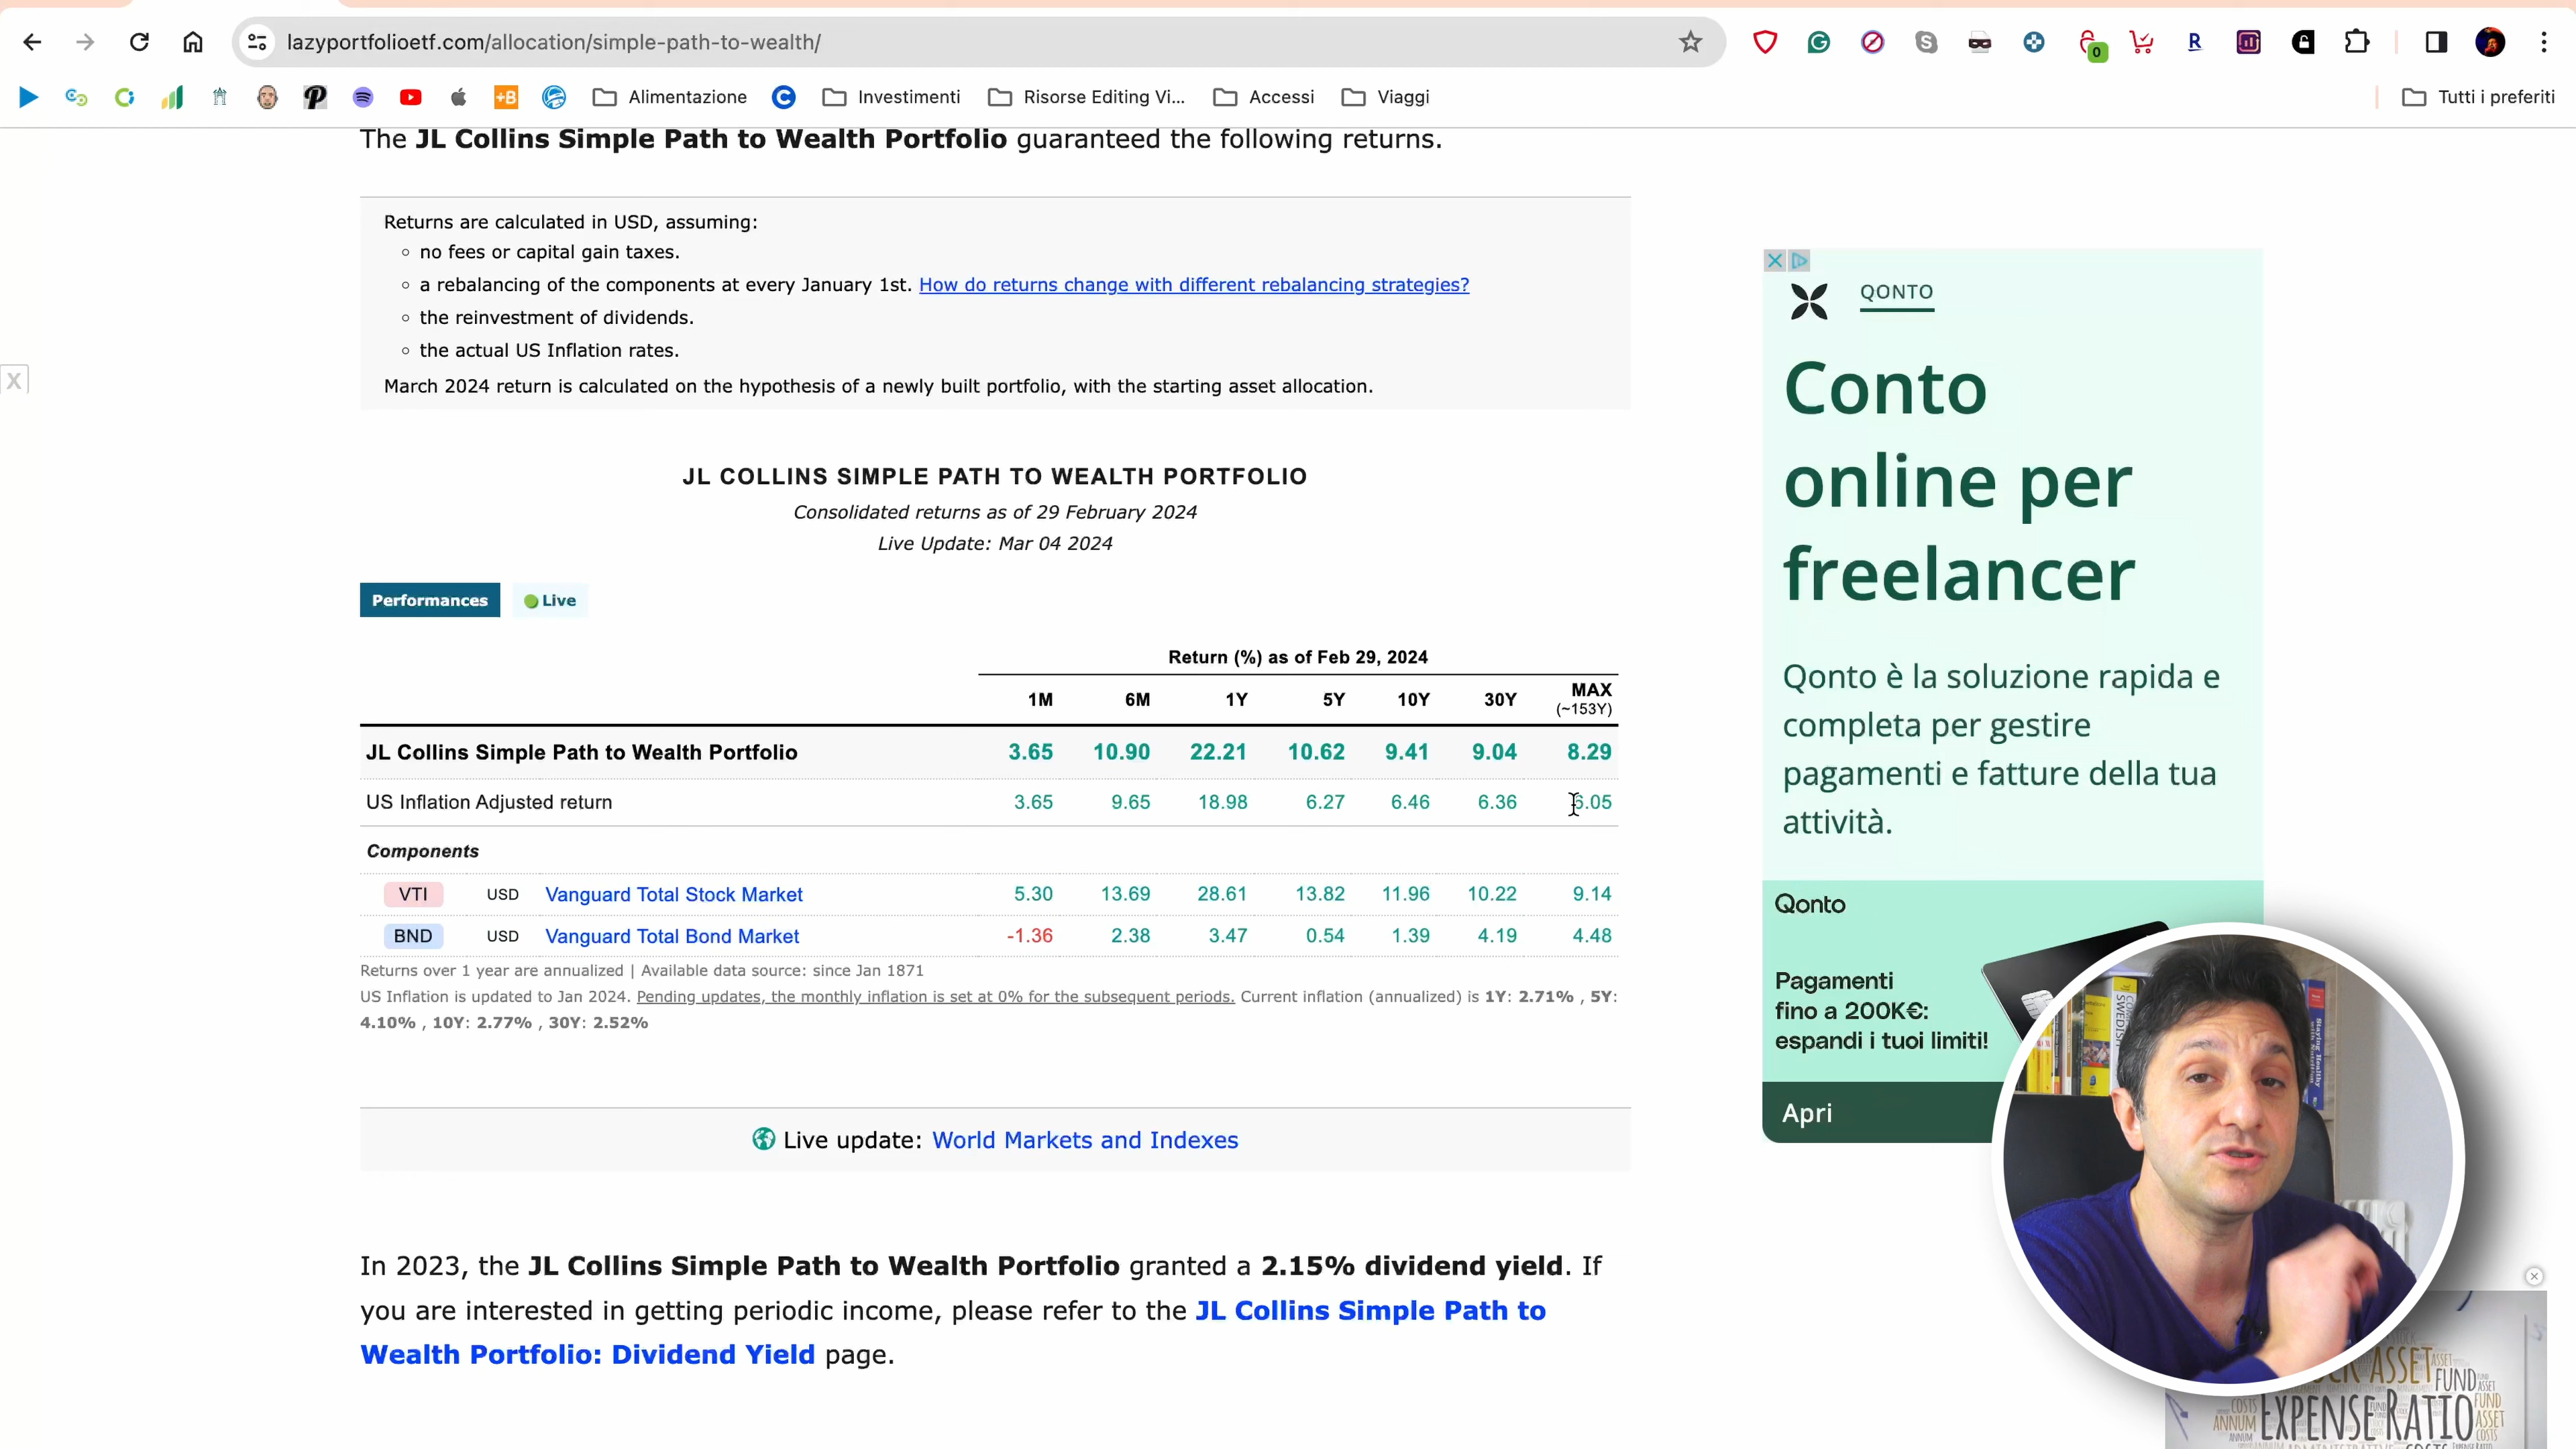 lazyportfolioetf.com/allocation/simple-path-to-wealth/
0
R
+B
Alimentazione
Investimenti
Risorse Editing Vi...
Accessi
Viaggi
Tutti i preferiti
The JL Collins Simple Path to Wealth Portfolio guaranteed the following returns.
Returns are calculated in USD, assuming:
no fees or capital gain taxes.
a rebalancing of the components at every January 1st. How do returns change with different rebalancing strategies?
the reinvestment of dividends.
the actual US Inflation rates.
March 2024 return is calculated on the hypothesis of a newly built portfolio, with the starting asset allocation.
X
JL COLLINS SIMPLE PATH TO WEALTH PORTFOLIO
Consolidated returns as of 29 February 2024
Live Update: Mar 04 2024
Performances Live
Return (%) as of Feb 29, 2024
1M 6M 1Y 5Y 10Y 30Y MAX
(~153Y)
JL Collins Simple Path to Wealth Portfolio 3.65 10.90 22.21 10.62 9.41 9.04 8.29
US Inflation Adjusted return 3.65 9.65 18.98 6.27 6.46 6.36 6.05
Components
VTI USD Vanguard Total Stock Market 5.30 13.69 28.61 13.82 11.96 10.22 9.14
BND USD Vanguard Total Bond Market -1.36 2.38 3.47 0.54 1.39 4.19 4.48
Returns over 1 year are annualized | Available data source: since Jan 1871
US Inflation is updated to Jan 2024. Pending updates, the monthly inflation is set at 0% for the subsequent periods. Current inflation (annualized) is 1Y: 2.71% , 5Y:
4.10% , 10Y: 2.77% , 30Y: 2.52%
Live update: World Markets and Indexes
In 2023, the JL Collins Simple Path to Wealth Portfolio granted a 2.15% dividend yield. If
you are interested in getting periodic income, please refer to the JL Collins Simple Path to
Wealth Portfolio: Dividend Yield page.
QONTO
Conto
online per
freelancer
Qonto è la soluzione rapida e
completa per gestire
pagamenti e fatture della tua
attività.
Qonto
Pagamenti
fino a 200K€:
espandi i tuoi limiti!
Apri
SWEDISH
ASSET
FUND
COSTS
ANNUM
EXPENSE RATIO
FUND
ASSET